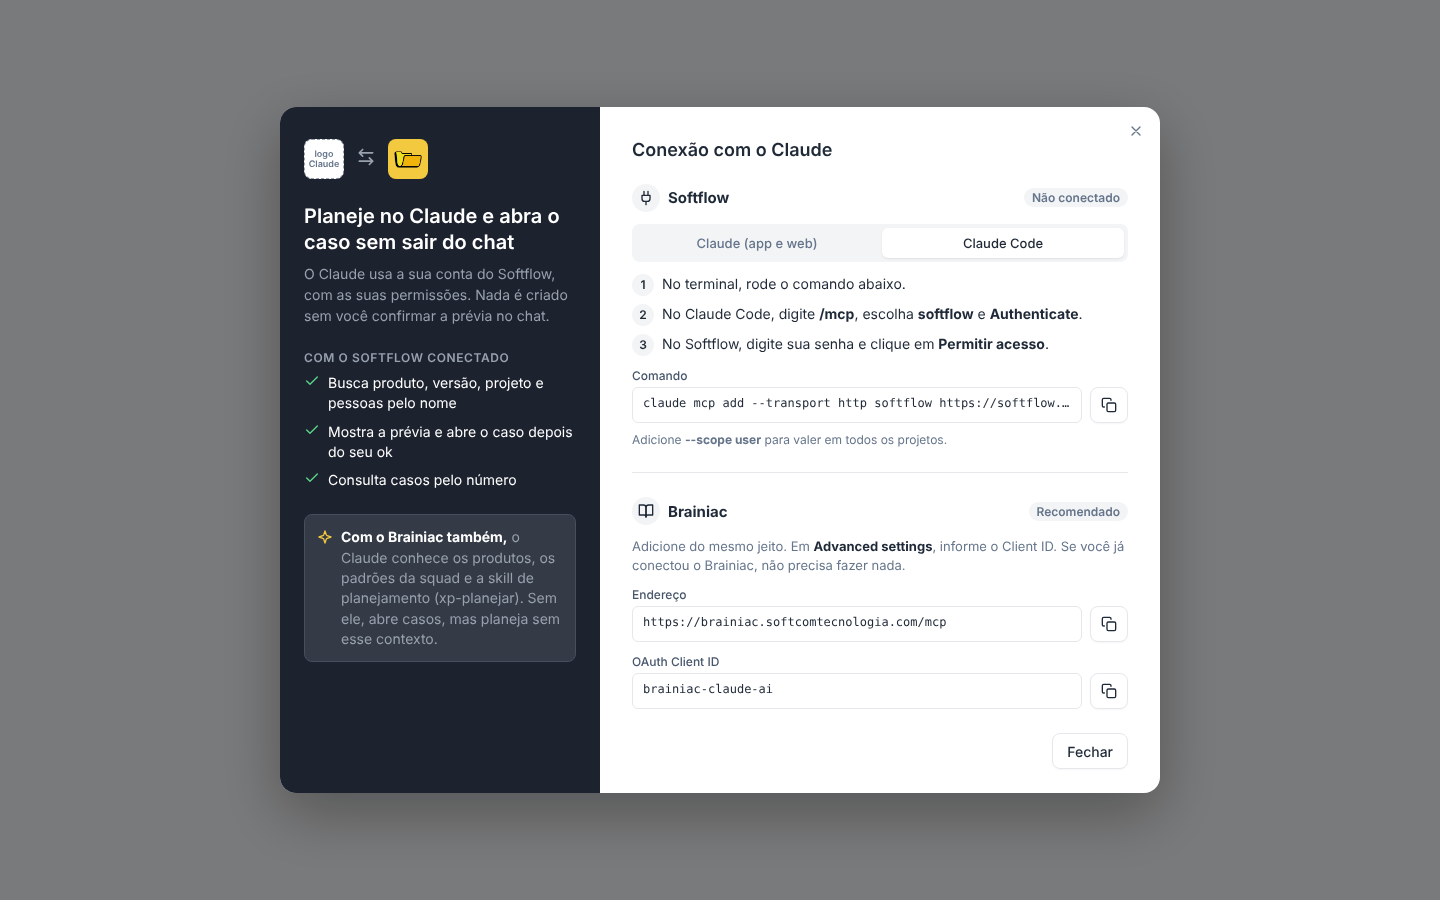 logo
Claude
Planeje no Claude e abra o
caso sem sair do chat
O Claude usa a sua conta do Softflow,
com as suas permissões. Nada é criado
sem você confirmar a prévia no chat.
COM O SOFTFLOW CONECTADO
Busca produto, versão, projeto e
pessoas pelo nome
Mostra a prévia e abre o caso depois
do seu ok
Consulta casos pelo número
Com o Brainiac também, o
Claude conhece os produtos, os
padrões da squad e a skill de
planejamento (xp-planejar). Sem
ele, abre casos, mas planeja sem
esse contexto.
Conexão com o Claude
Softflow
Não conectado
Claude (app e web)
Claude Code
1 No terminal, rode o comando abaixo.
2 No Claude Code, digite /mcp, escolha softflow e Authenticate.
3 No Softflow, digite sua senha e clique em Permitir acesso.
Comando
claude mcp add --transport http softflow https://softflow.…
Adicione --scope user para valer em todos os projetos.
Brainiac
Recomendado
Adicione do mesmo jeito. Em Advanced settings, informe o Client ID. Se você já
conectou o Brainiac, não precisa fazer nada.
Endereço
https://brainiac.softcomtecnologia.com/mcp
OAuth Client ID
brainiac-claude-ai
Fechar